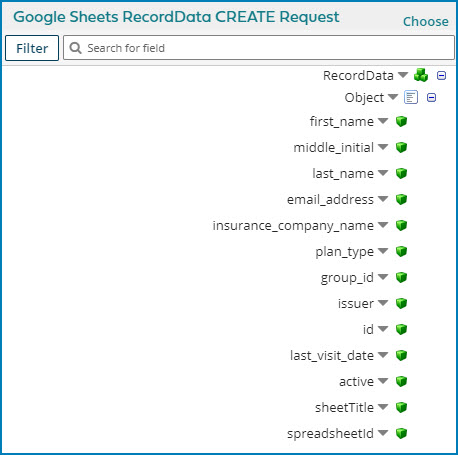 Google Sheets RecordData CREATE Request
Choose
Filter
Search for field
RecordData
Object
first_name
middle_initial
last_name
email_address
insurance_company_name
plan_type
group_id
issuer
id
last_visit_date
active
sheetTitle
spreadsheetId